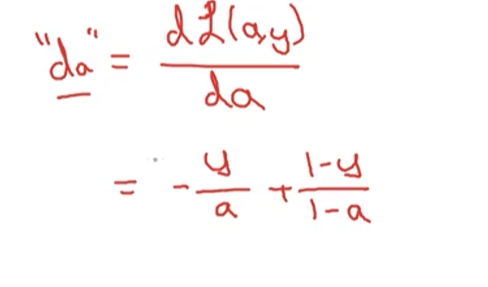 "da" = dL(a,y)/da
= - y/a + (1-y)/(1-a)